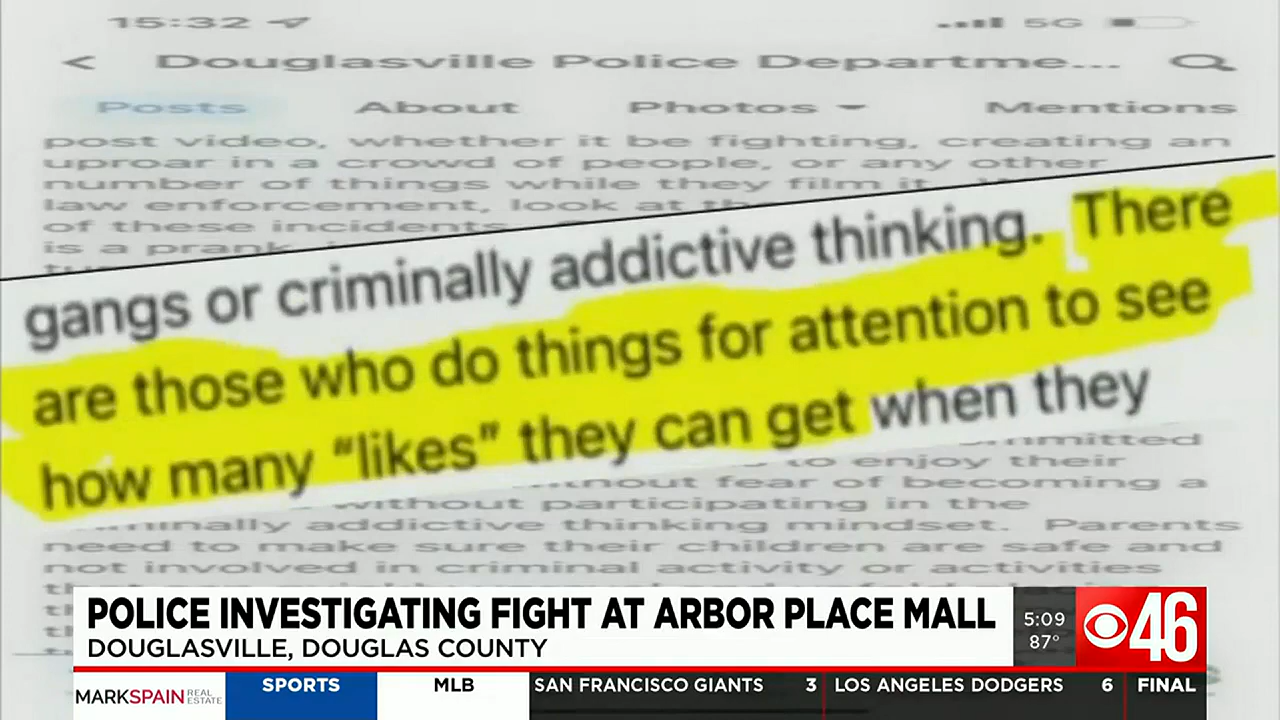 15:32 5G
< Douglasville Police Departme...
Posts About Photos Mentions
post video, whether it be fighting, creating an
uproar in a crowd of people, or any other
number of things while they film it.
law enforcement, look at
of these incidents
is a prank
gangs or criminally addictive thinking. There
are those who do things for attention to see
how many “likes” they can get when they
to enjoy their
fear of becoming a
without participating in the
addictive thinking mindset. Parents
need to make sure their children are safe and
not involved in criminal activity or activities
POLICE INVESTIGATING FIGHT AT ARBOR PLACE MALL
DOUGLASVILLE, DOUGLAS COUNTY
5:09
87°
46
MARKSPAIN REAL ESTATE
SPORTS MLB SAN FRANCISCO GIANTS 3 LOS ANGELES DODGERS 6 FINAL